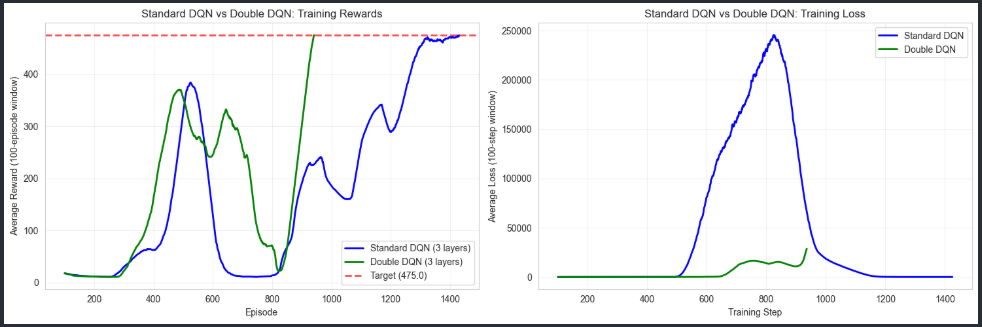 Standard DQN vs Double DQN: Training Rewards
Average Reward (100-episode window)
400
300
200
100
0
200
400
600
800
1000
1200
1400
Episode
Standard DQN (3 layers)
Double DQN (3 layers)
Target (475.0)
Standard DQN vs Double DQN: Training Loss
Average Loss (100-step window)
250000
200000
150000
100000
50000
0
200
400
600
800
1000
1200
1400
Training Step
Standard DQN
Double DQN